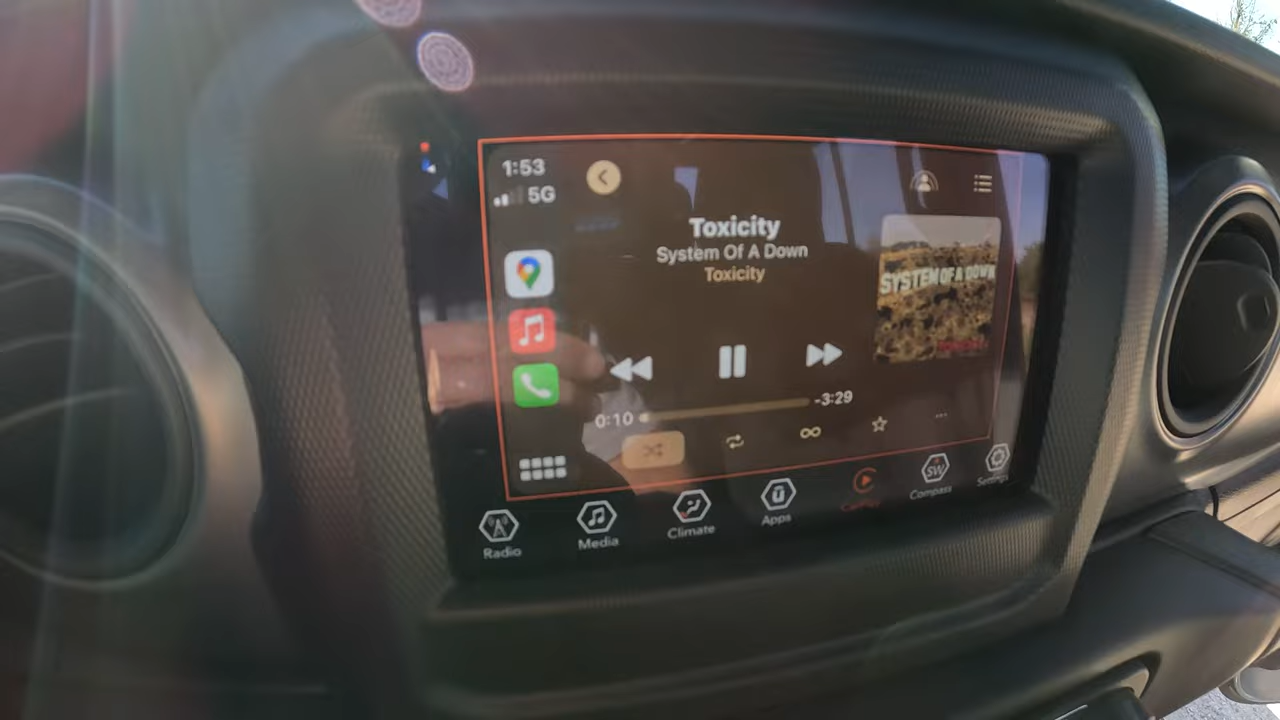 1:53
5G
Toxicity
System Of A Down
Toxicity
SYSTEM OF A DOWN
0:10
-3:29
Radio
Media
Climate
Apps
SW
Compass
Settings